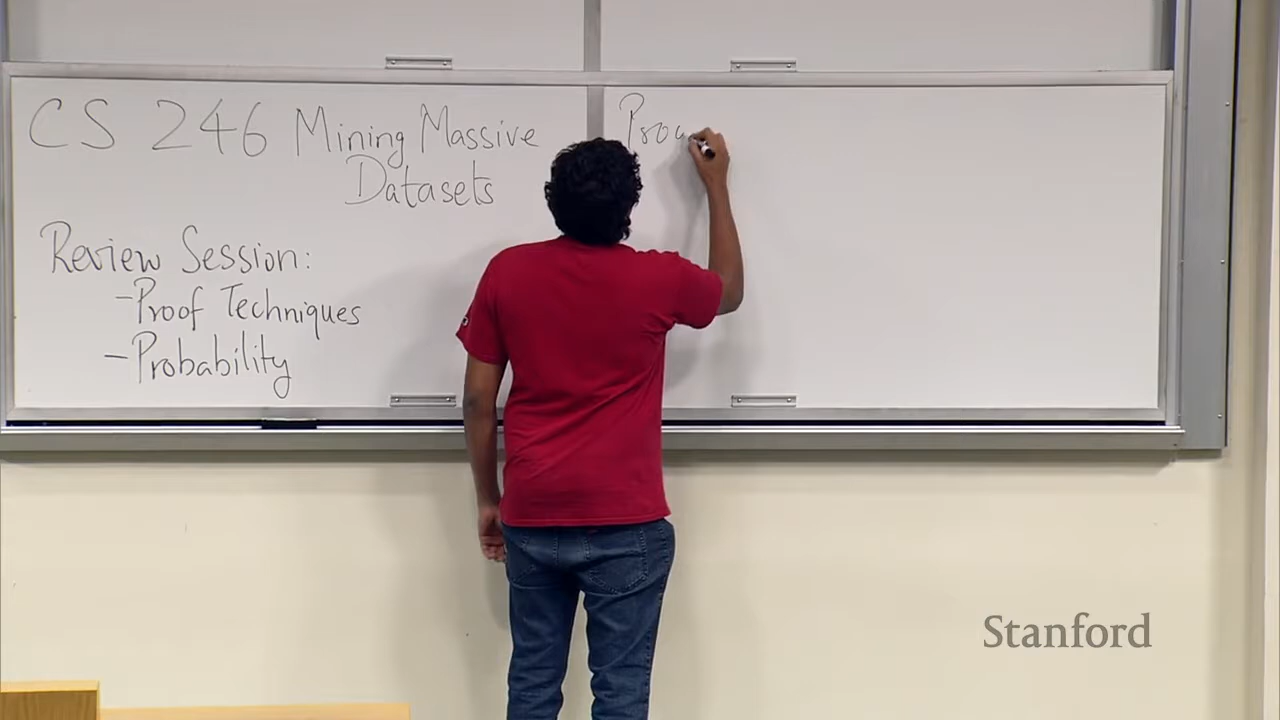 CS 246 Mining Massive
Datasets
Review Session:
-Proof Techniques
-Probability
Stanford